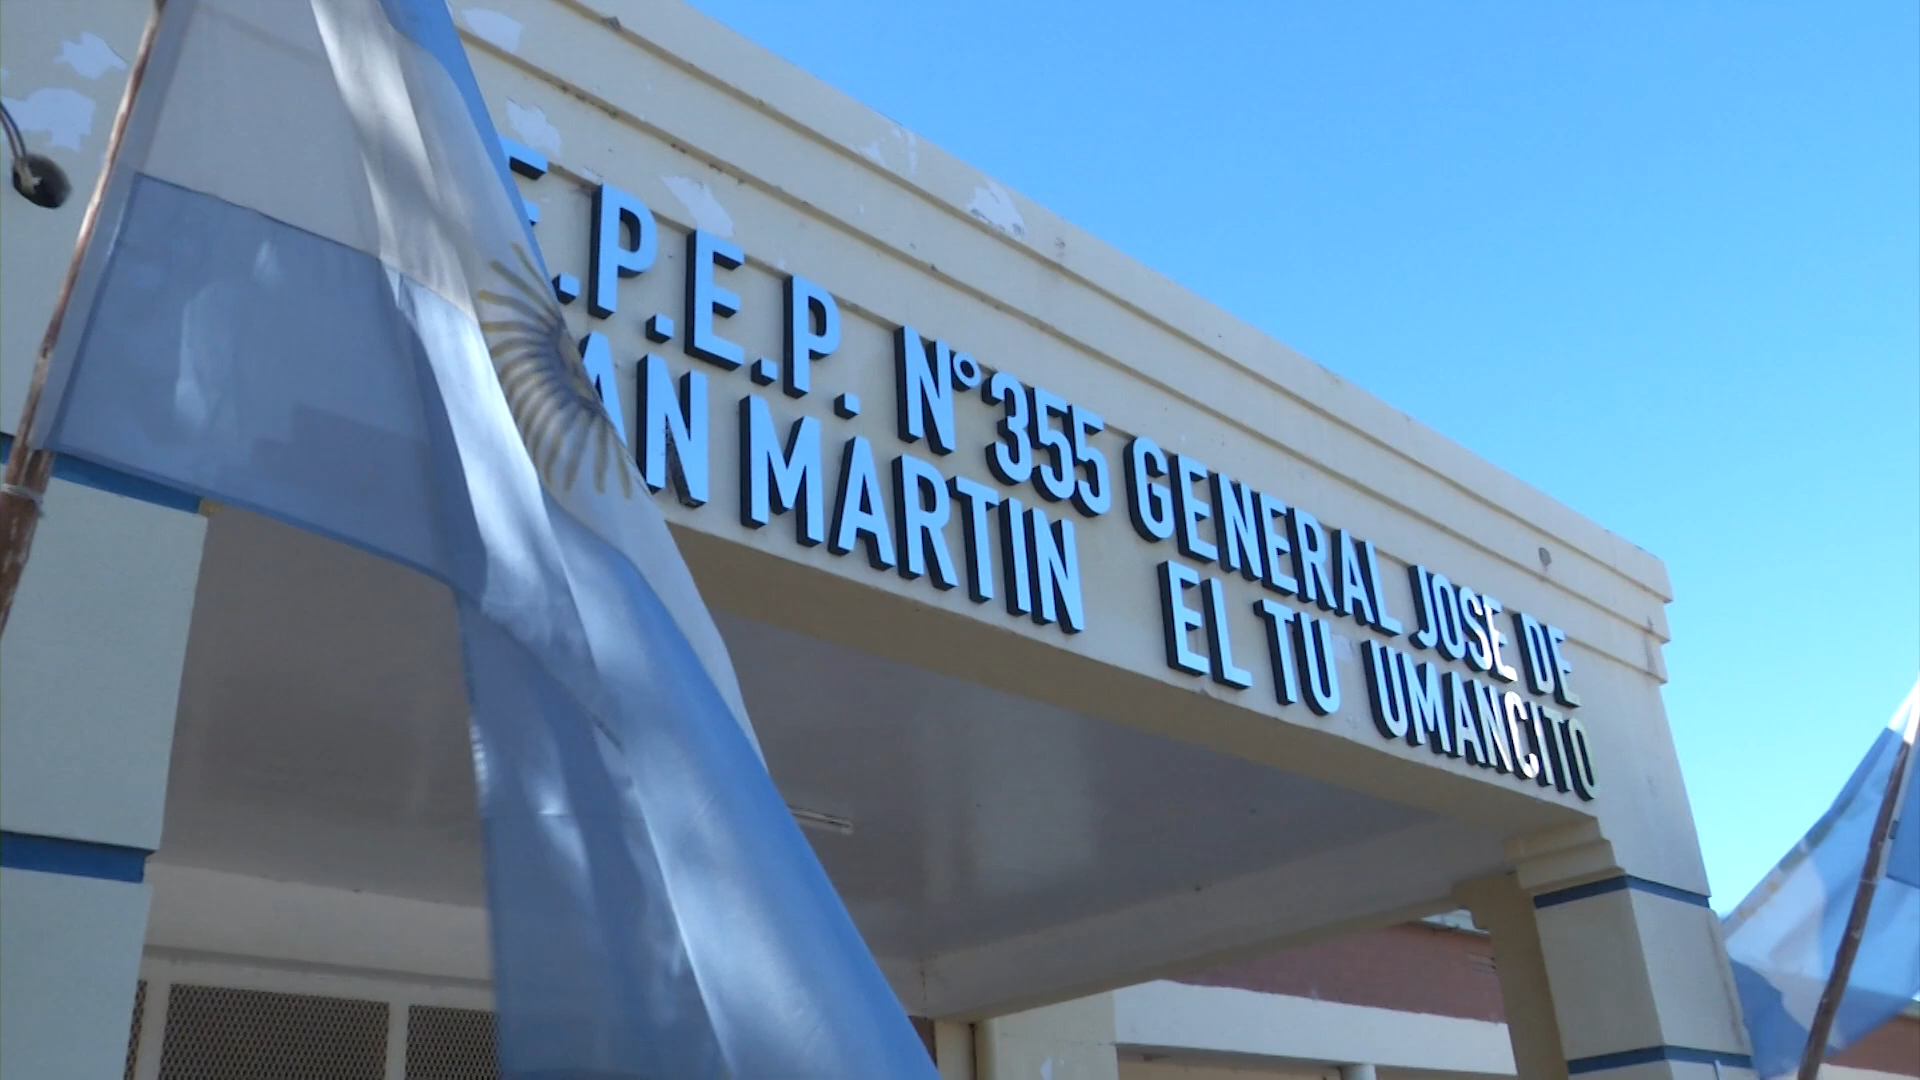 E.P.E.P. N°355 GENERAL JOSE DE
AN MARTIN EL TU UMANCITO